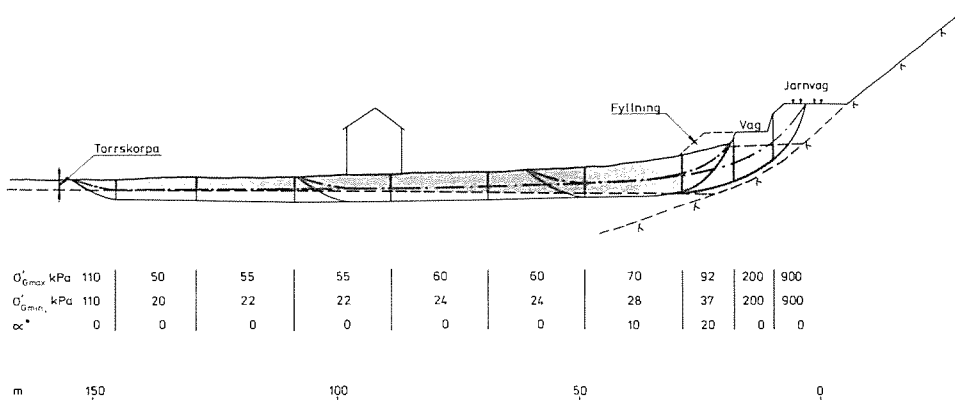 Järnväg
Fyllning
Väg
Torrskorpa
σ'Gmax kPa 110 50 55 55 60 60 70 92 200 900
σ'Gmin, kPa 110 20 22 22 24 24 28 37 200 900
α° 0 0 0 0 0 0 10 20 0 0
m 150 100 50 0